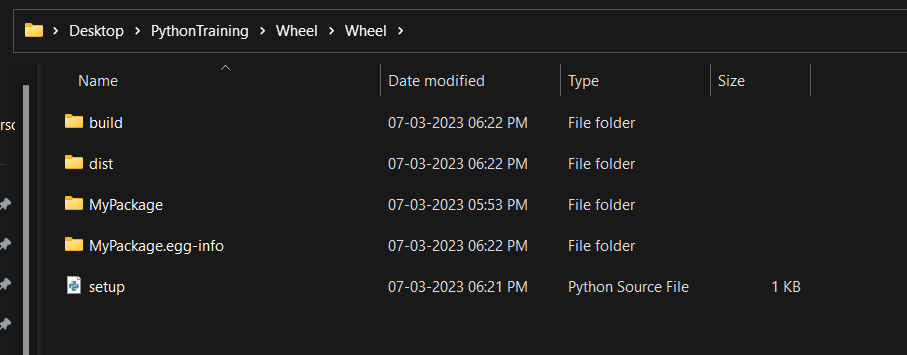 Desktop > PythonTraining > Wheel > Wheel >
Name Date modified Type Size
build 07-03-2023 06:22 PM File folder
rsc
dist 07-03-2023 06:22 PM File folder
MyPackage 07-03-2023 05:53 PM File folder
MyPackage.egg-info 07-03-2023 06:22 PM File folder
setup 07-03-2023 06:21 PM Python Source File 1 KB